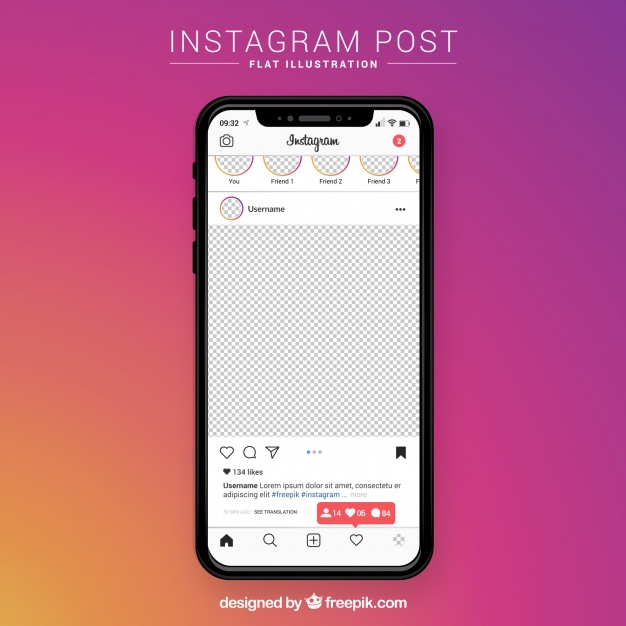 INSTAGRAM POST
FLAT ILLUSTRATION
09:32
Instagram
2
You Friend 1 Friend 2 Friend 3
Username
134 likes
Username Lorem ipsum dolor sit amet, consectetur er
adipiscing elit #freepik #instagram ... more
SEE TRANSLATION
14 06 84
designed by freepik.com